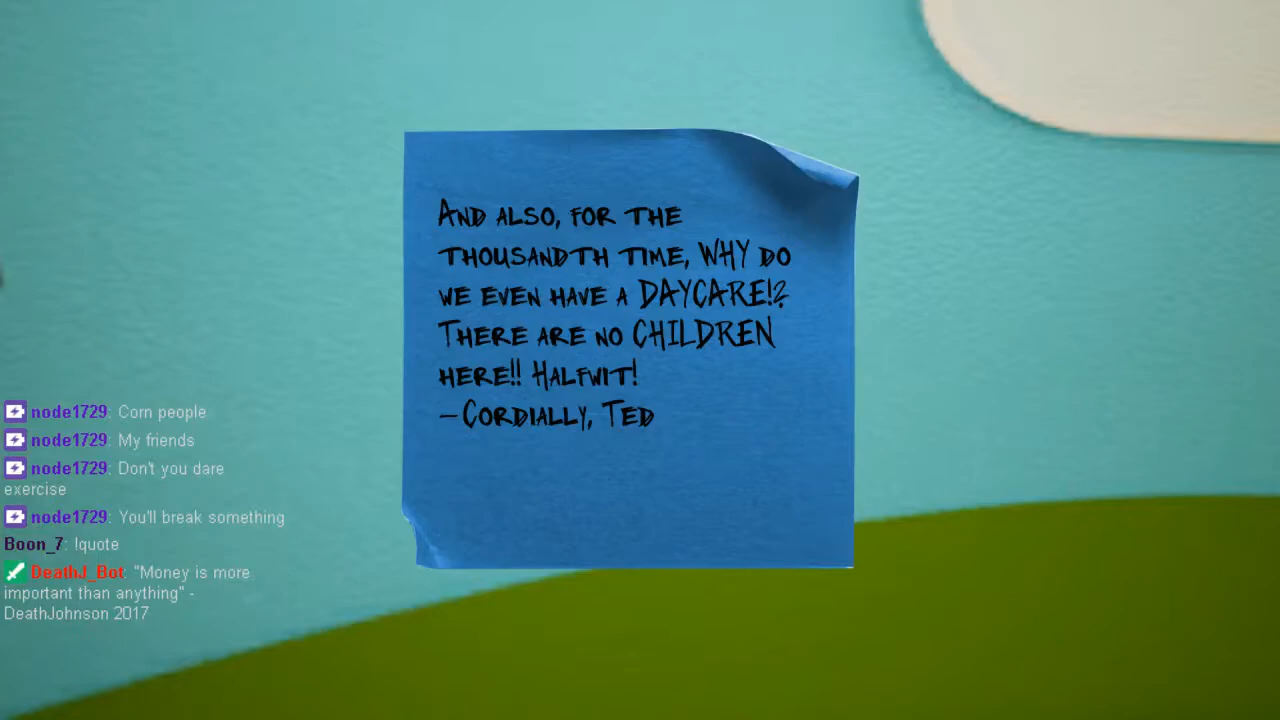 And also, for the
thousandth time, WHY do
we even have a DAYCARE!?
There are no CHILDREN
here!! Halfwit!
–Cordially, Ted
node1729: Corn people
node1729: My friends
node1729: Don't you dare
exercise
node1729: You'll break something
Boon_7: !quote
DeathJ_Bot: "Money is more
important than anything" -
DeathJohnson 2017